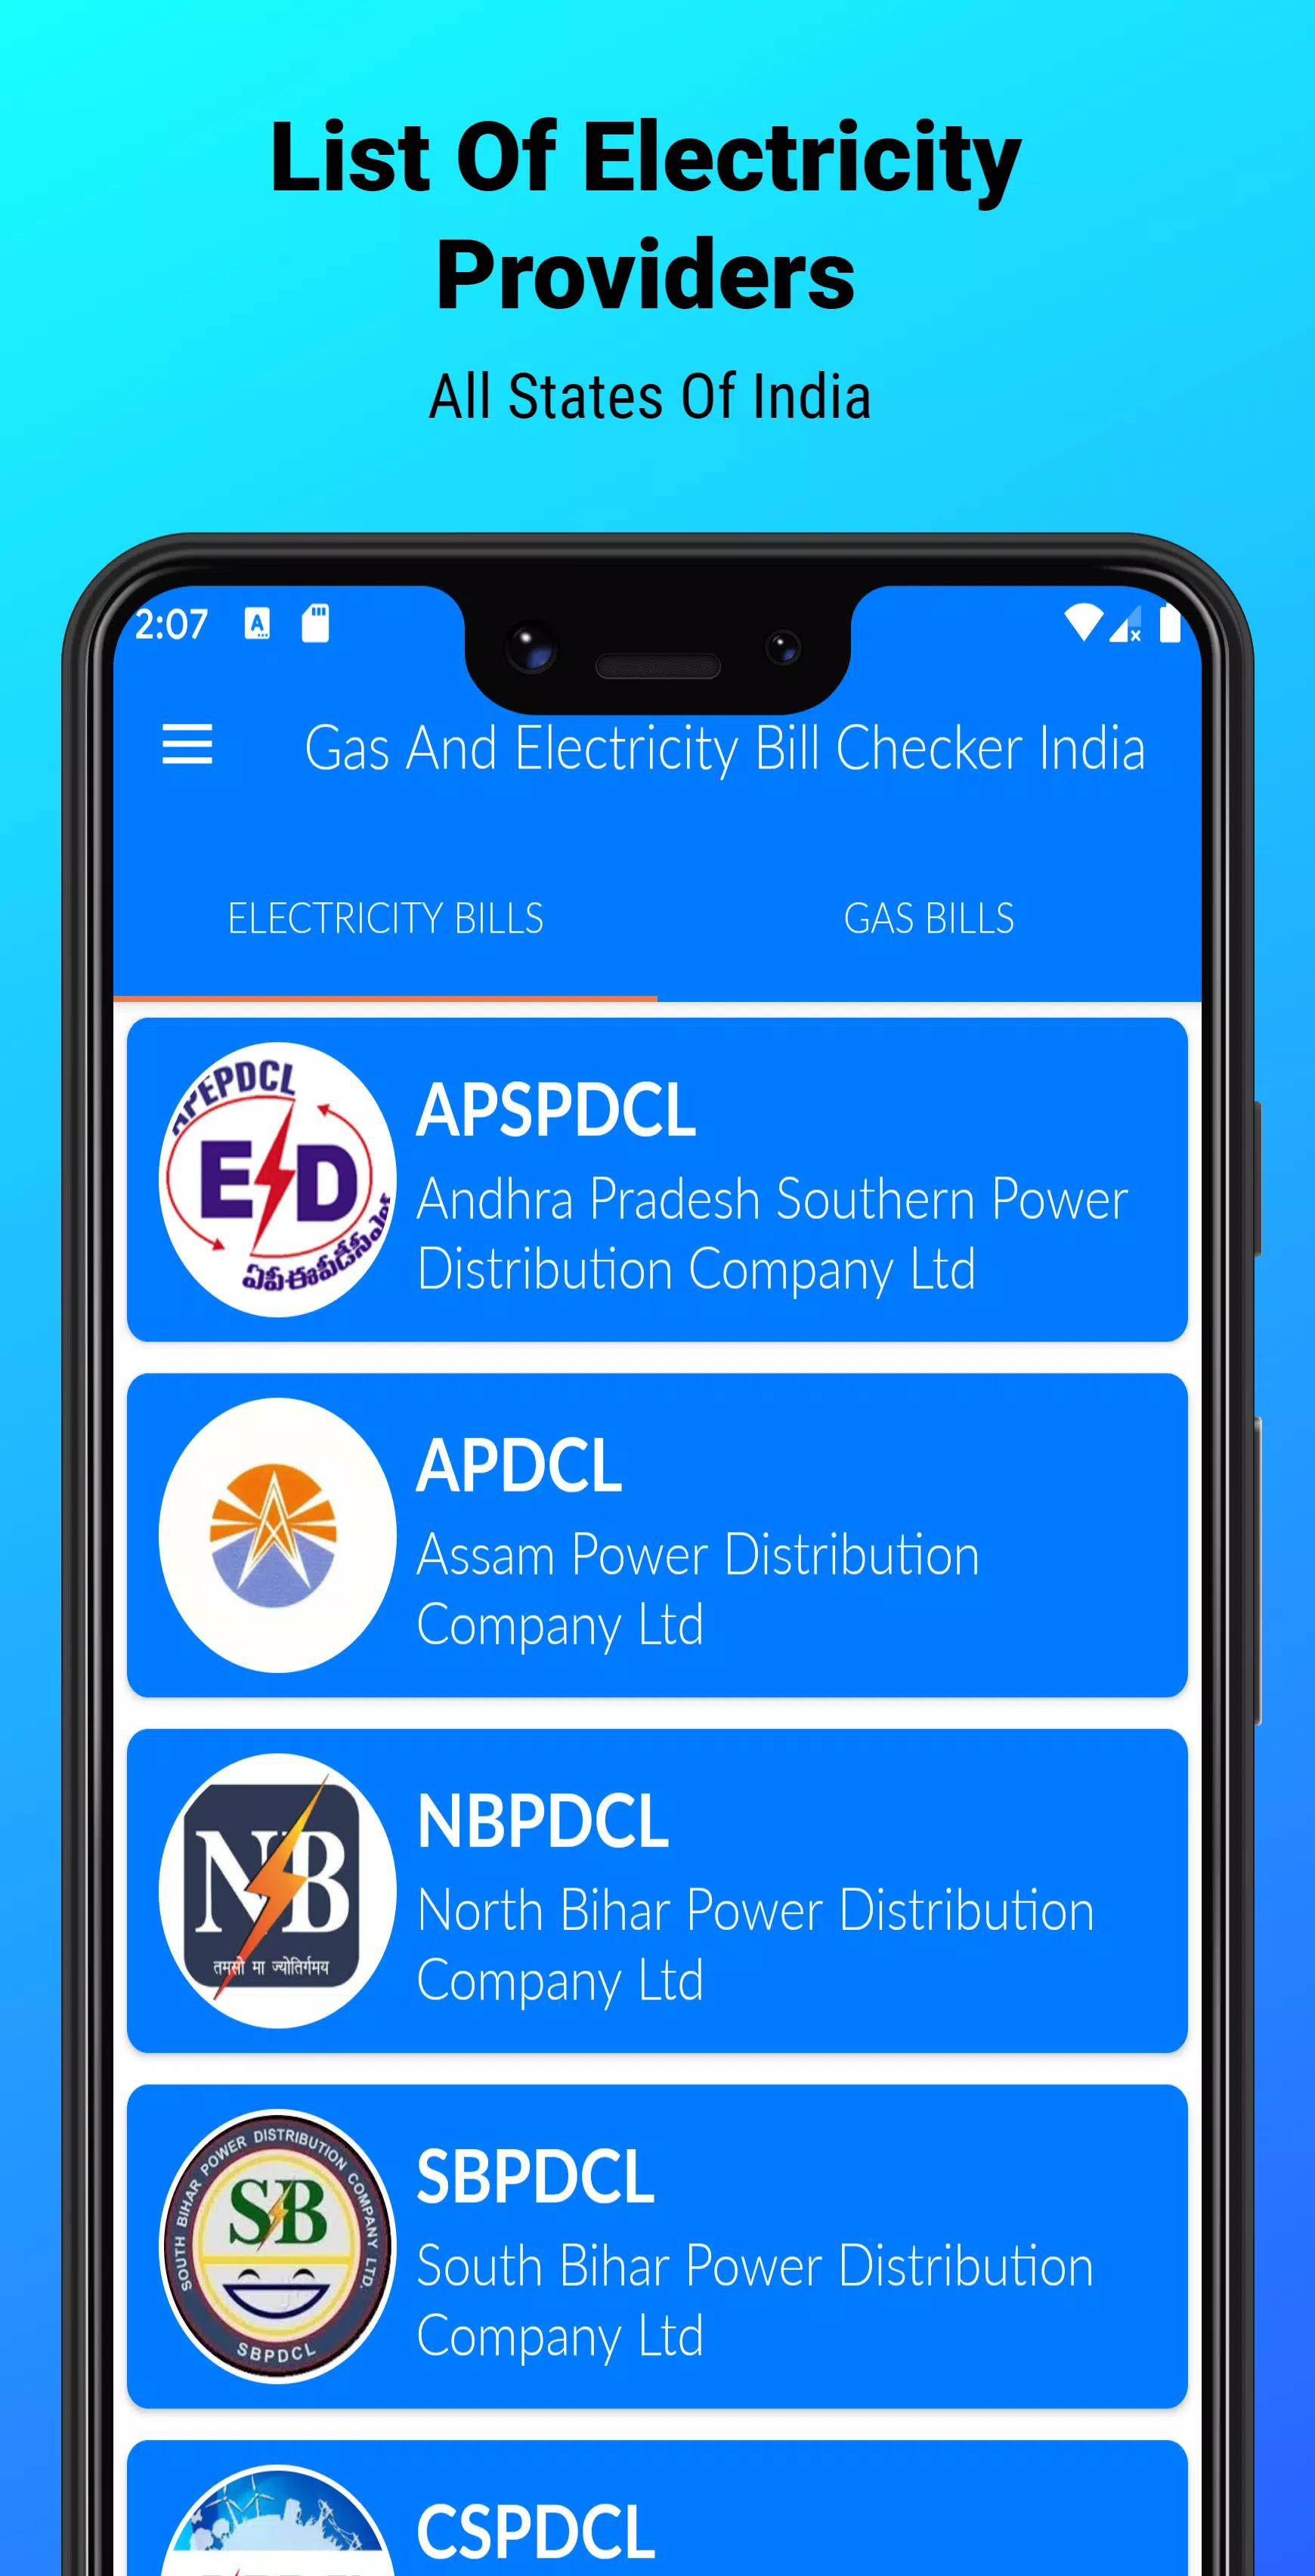 List Of Electricity
Providers
All States Of India
2:07
Gas And Electricity Bill Checker India
ELECTRICITY BILLS
GAS BILLS
APEPDCL
E D
ఏపీఈపీడీసీఎల్
APSPDCL
Andhra Pradesh Southern Power
Distribution Company Ltd
APDCL
Assam Power Distribution
Company Ltd
NB
तमसो मा ज्योतिर्गमय
NBPDCL
North Bihar Power Distribution
Company Ltd
SOUTH BIHAR POWER DISTRIBUTION COMPANY LTD.
SB
SBPDCL
SBPDCL
South Bihar Power Distribution
Company Ltd
CSPDCL